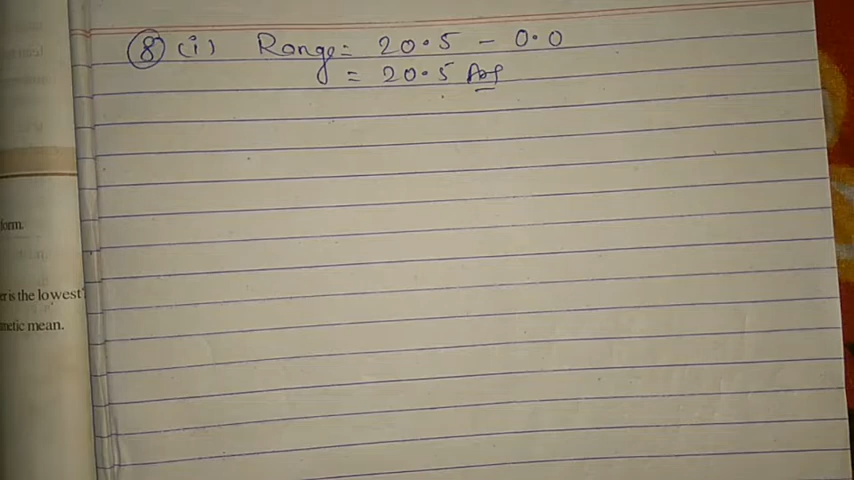 form.
er is the lowest
metic mean.
⑧ (i) Range = 20.5 - 0.0
= 20.5 Ans